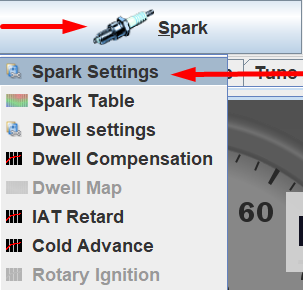 Spark
Spark Settings
Tune
Spark Table
Dwell settings
Dwell Compensation
Dwell Map
IAT Retard
60
Cold Advance
Rotary Ignition